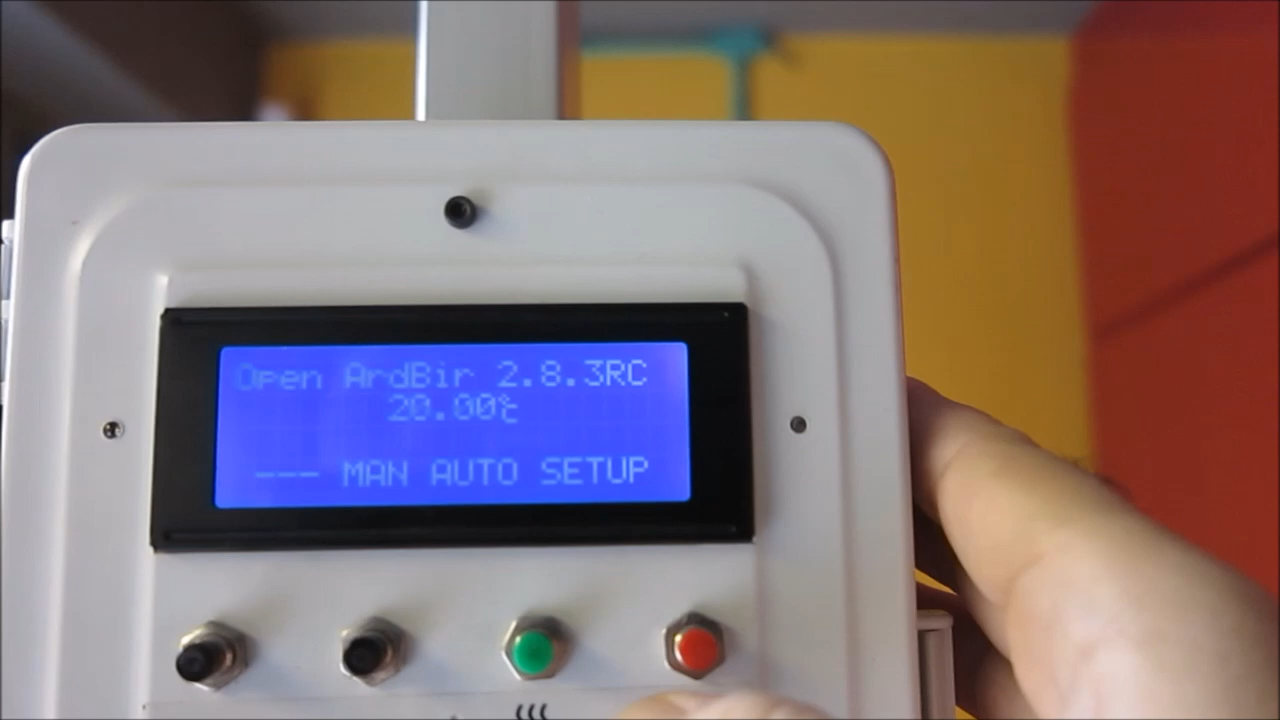 Open ArdBir 2.8.3RC
20.00℃
--- MAN AUTO SETUP